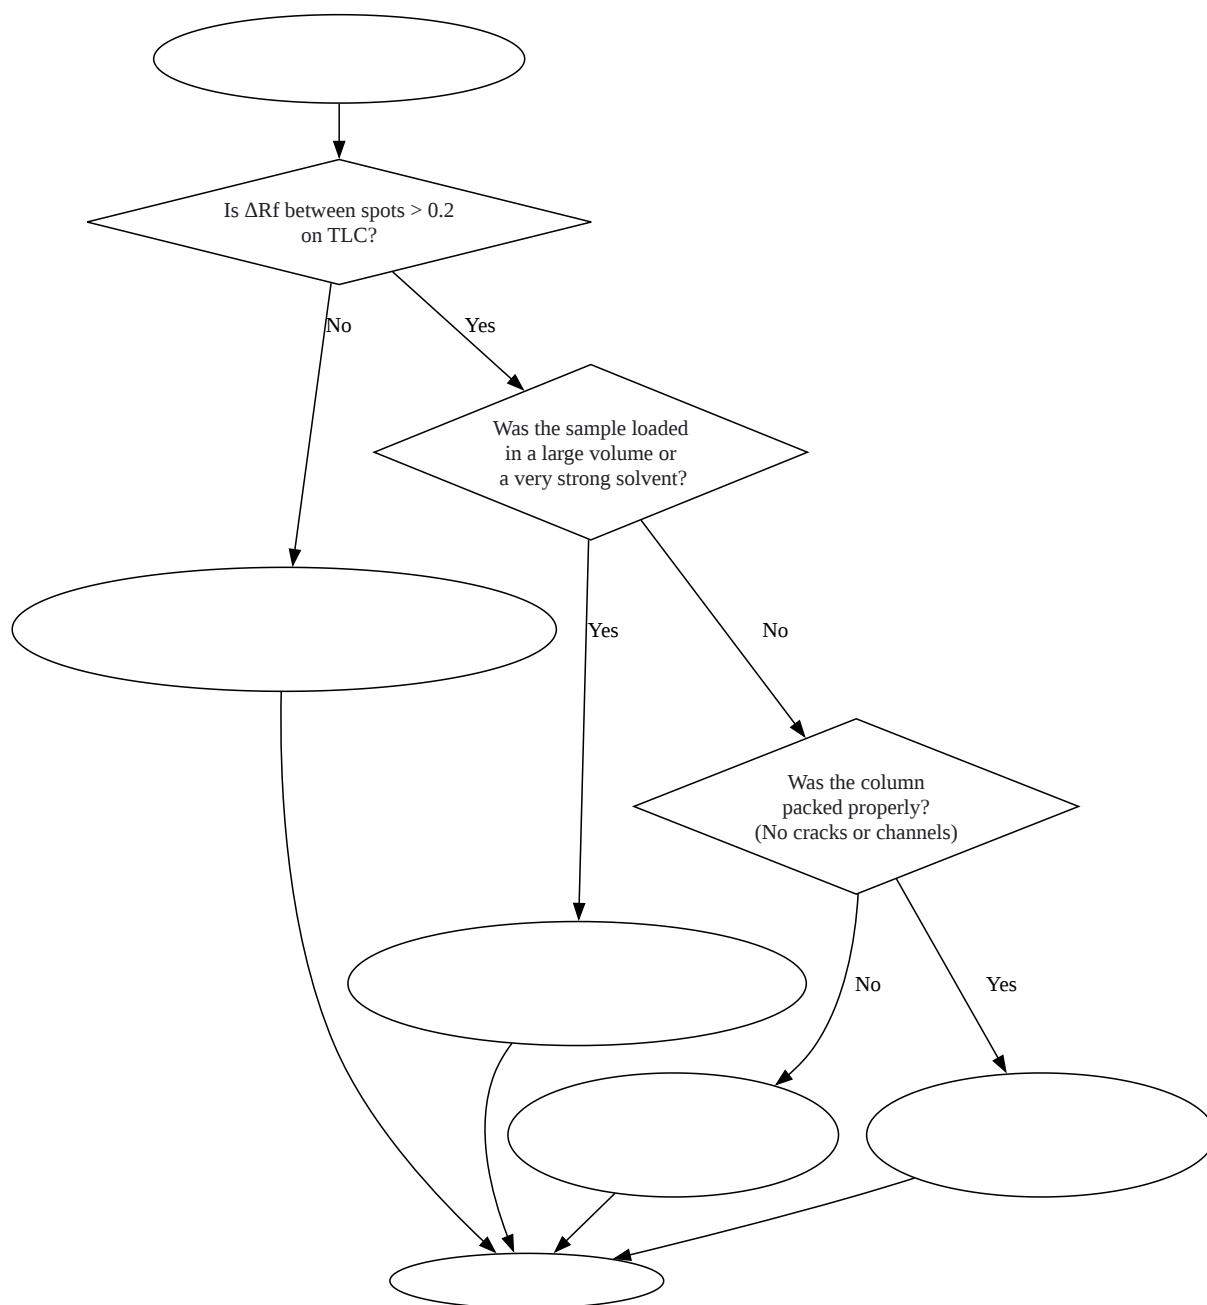 Is ΔRf between spots > 0.2
on TLC?
No
Yes
Was the sample loaded
in a large volume or
a very strong solvent?
Yes
No
Was the column
packed properly?
(No cracks or channels)
No
Yes